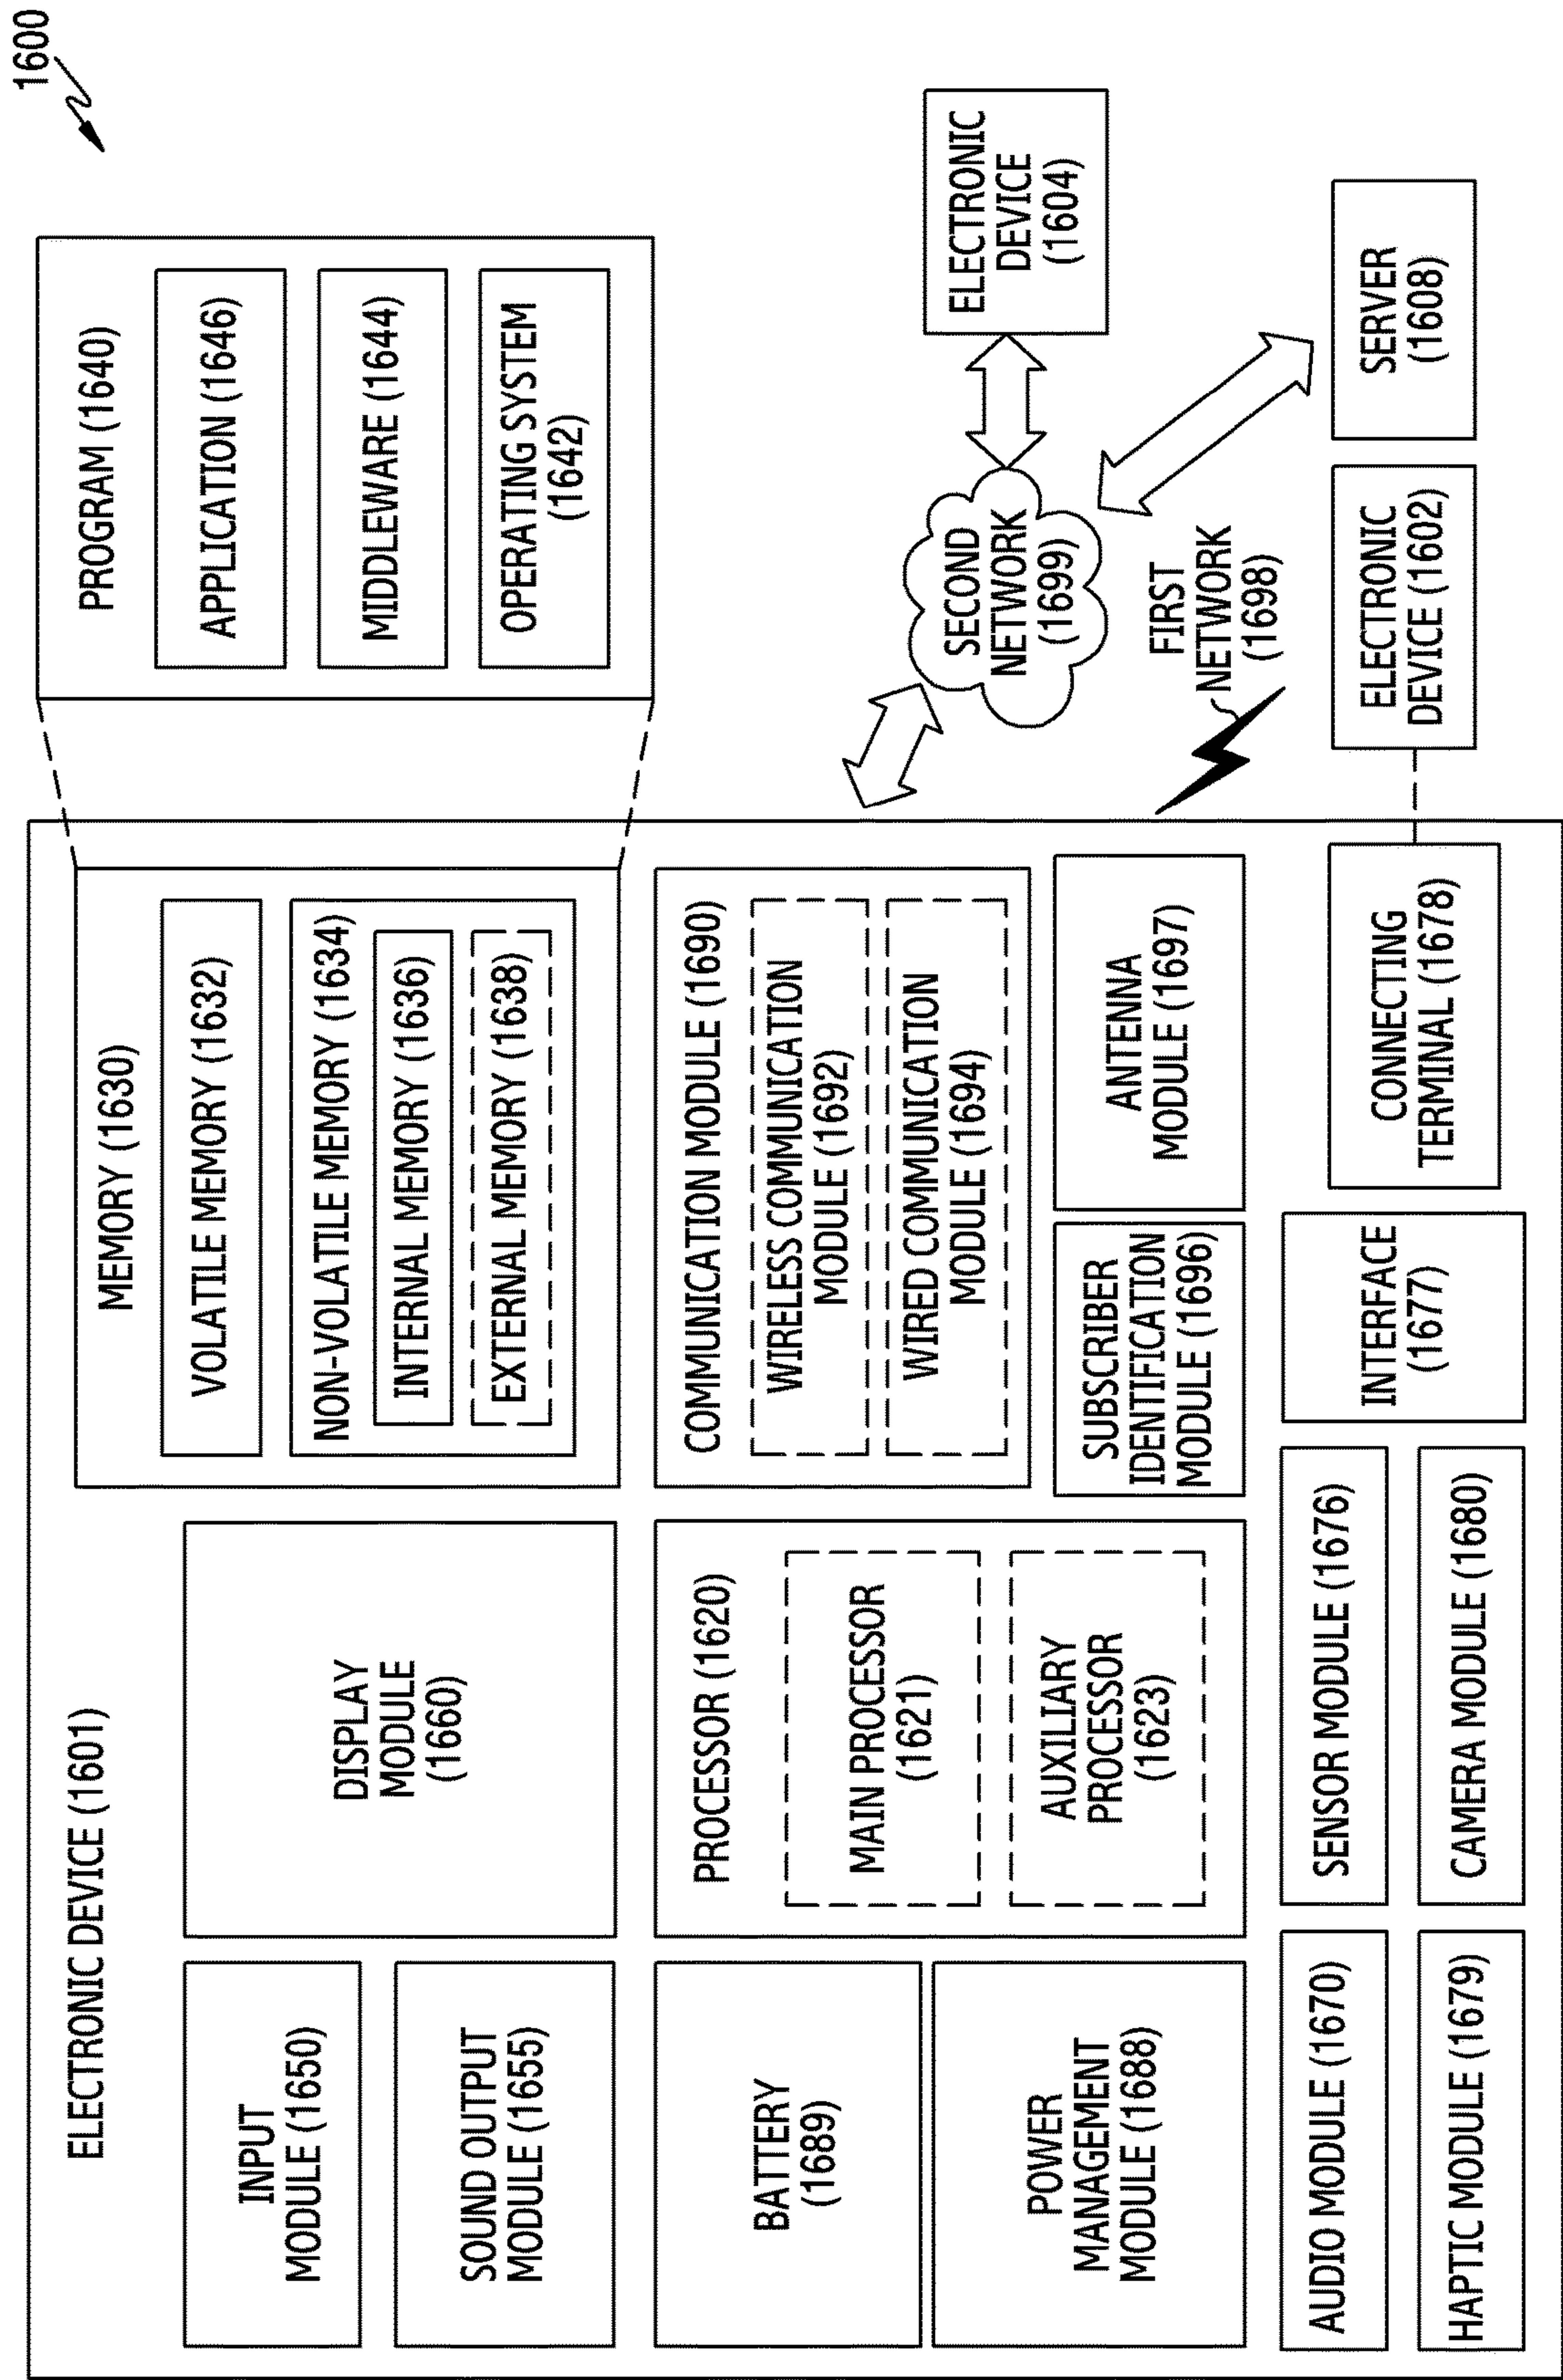 1600
ELECTRONIC DEVICE (1601)
INPUT
MODULE (1650)
SOUND OUTPUT
MODULE (1655)
DISPLAY
MODULE
(1660)
MEMORY (1630)
VOLATILE MEMORY (1632)
NON-VOLATILE MEMORY (1634)
INTERNAL MEMORY (1636)
EXTERNAL MEMORY (1638)
PROGRAM (1640)
APPLICATION (1646)
MIDDLEWARE (1644)
OPERATING SYSTEM
(1642)
BATTERY
(1689)
POWER
MANAGEMENT
MODULE (1688)
PROCESSOR (1620)
MAIN PROCESSOR
(1621)
AUXILIARY
PROCESSOR
(1623)
COMMUNICATION MODULE (1690)
WIRELESS COMMUNICATION
MODULE (1692)
WIRED COMMUNICATION
MODULE (1694)
SUBSCRIBER
IDENTIFICATION
MODULE (1696)
ANTENNA
MODULE (1697)
SECOND
NETWORK
(1699)
ELECTRONIC
DEVICE
(1604)
FIRST
NETWORK
(1698)
AUDIO MODULE (1670)
SENSOR MODULE (1676)
INTERFACE
(1677)
CONNECTING
TERMINAL (1678)
ELECTRONIC
DEVICE (1602)
SERVER
(1608)
HAPTIC MODULE (1679)
CAMERA MODULE (1680)